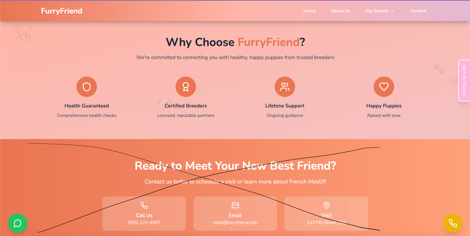 FurryFriend
Home About Us Our Breeds Contact
Why Choose FurryFriend?
We're committed to connecting you with healthy, happy puppies from trusted breeders
Health Guaranteed Certified Breeders Lifetime Support Happy Puppies
Comprehensive health checks Licensed, reputable partners Ongoing guidance Raised with love
Ready to Meet Your New Best Friend?
Contact us today to schedule a visit or learn more about French Mastiff!
Call Us Email Visit
(555) 123-4567 hello@furryfriend.com 123 Pet Street